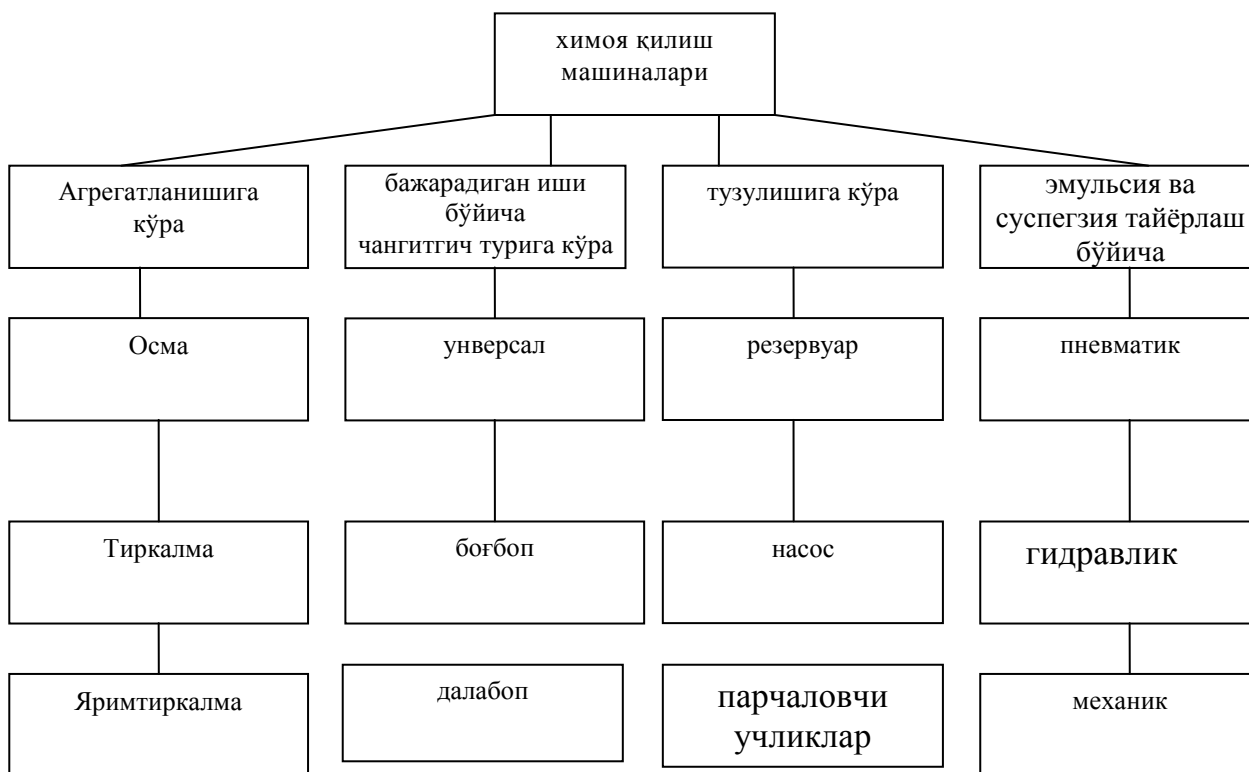 химоя қилиш
машиналари
Агрегатланишига
кўра
бажарадиган иши
бўйича
чангитгич турига кўра
тузулишига кўра
эмульсия ва
суспегзия тайёрлаш
бўйича
Осма
унверсал
резервуар
пневматик
Тиркалма
боғбоп
насос
гидравлик
Яримтиркалма
далабоп
парчаловчи
учликлар
механик